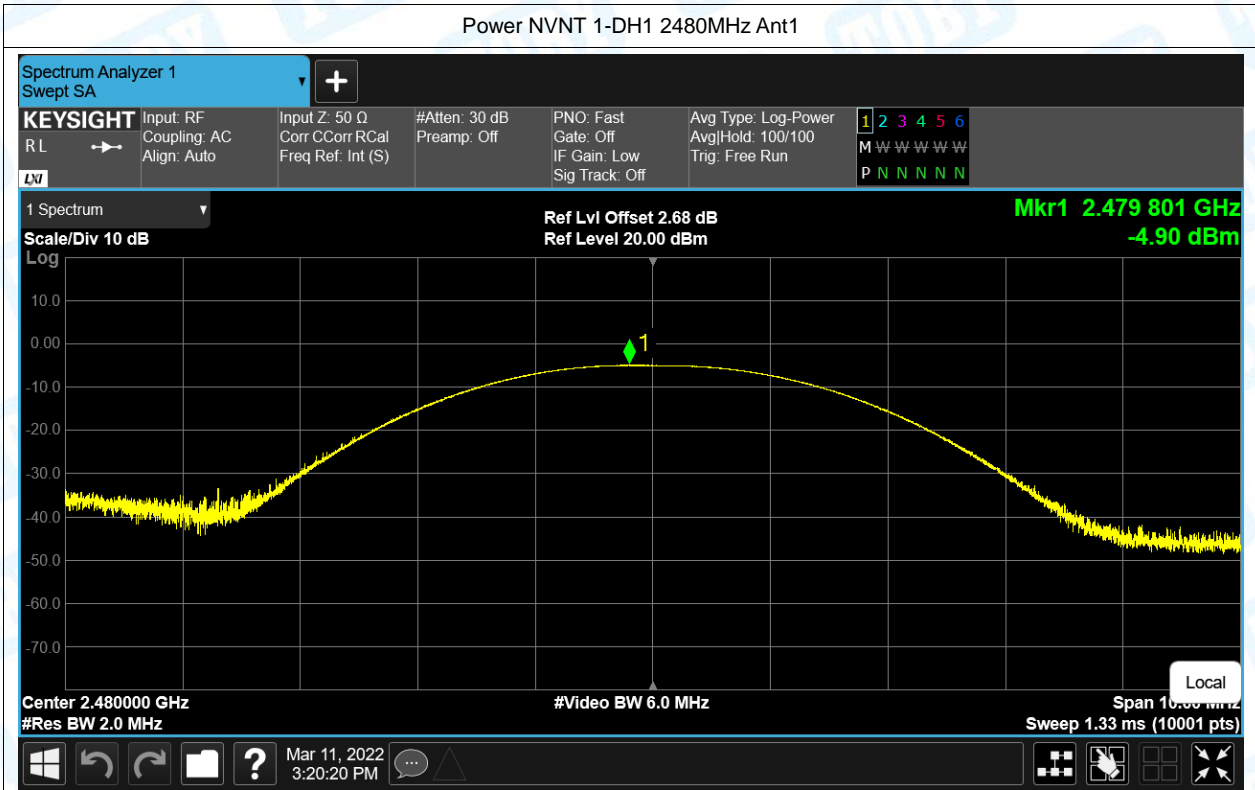 Power NVNT 1-DH1 2480MHz Ant1
Spectrum Analyzer 1
Swept SA
KEYSIGHT
RL
LXI
Input: RF
Coupling: AC
Align: Auto
Input Z: 50 Ω
Corr CCorr RCal
Freq Ref: Int (S)
#Atten: 30 dB
Preamp: Off
PNO: Fast
Gate: Off
IF Gain: Low
Sig Track: Off
Avg Type: Log-Power
Avg|Hold: 100/100
Trig: Free Run
1 2 3 4 5 6
M W W W W W
P N N N N N
1 Spectrum
Scale/Div 10 dB
Ref Lvl Offset 2.68 dB
Ref Level 20.00 dBm
Mkr1 2.479 801 GHz
-4.90 dBm
Log
10.0
0.00
-10.0
-20.0
-30.0
-40.0
-50.0
-60.0
-70.0
1
Local
Center 2.480000 GHz
#Res BW 2.0 MHz
#Video BW 6.0 MHz
Span 10.00 MHz
Sweep 1.33 ms (10001 pts)
?
Mar 11, 2022
3:20:20 PM